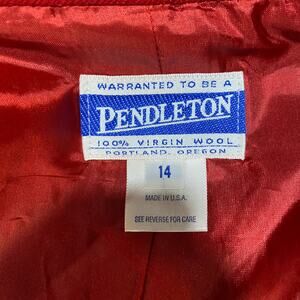 WARRANTED TO BE A
PENDLETON
100% VIRGIN WOOL
PORTLAND, OREGON
14
MADE IN U.S.A.
SEE REVERSE FOR CARE